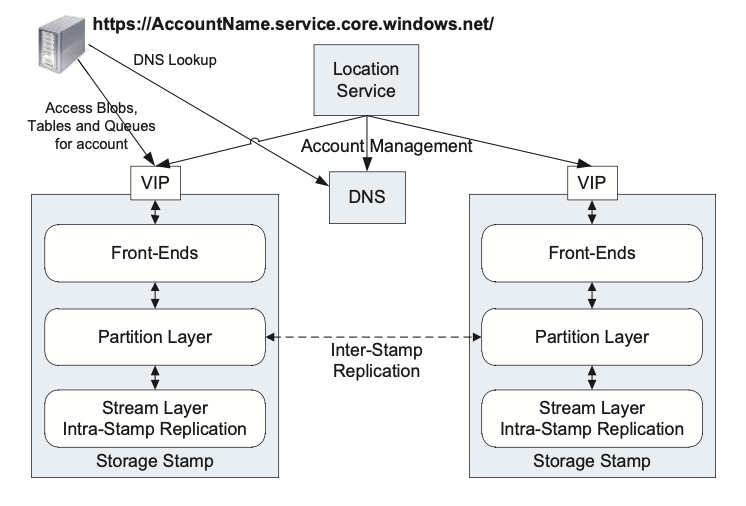 https://AccountName.service.core.windows.net/
DNS Lookup
Location
Service
Access Blobs,
Tables and Queues
for account
Account Management
VIP
DNS
VIP
Front-Ends
Front-Ends
Partition Layer
Inter-Stamp
Replication
Partition Layer
Stream Layer
Intra-Stamp Replication
Stream Layer
Intra-Stamp Replication
Storage Stamp
Storage Stamp